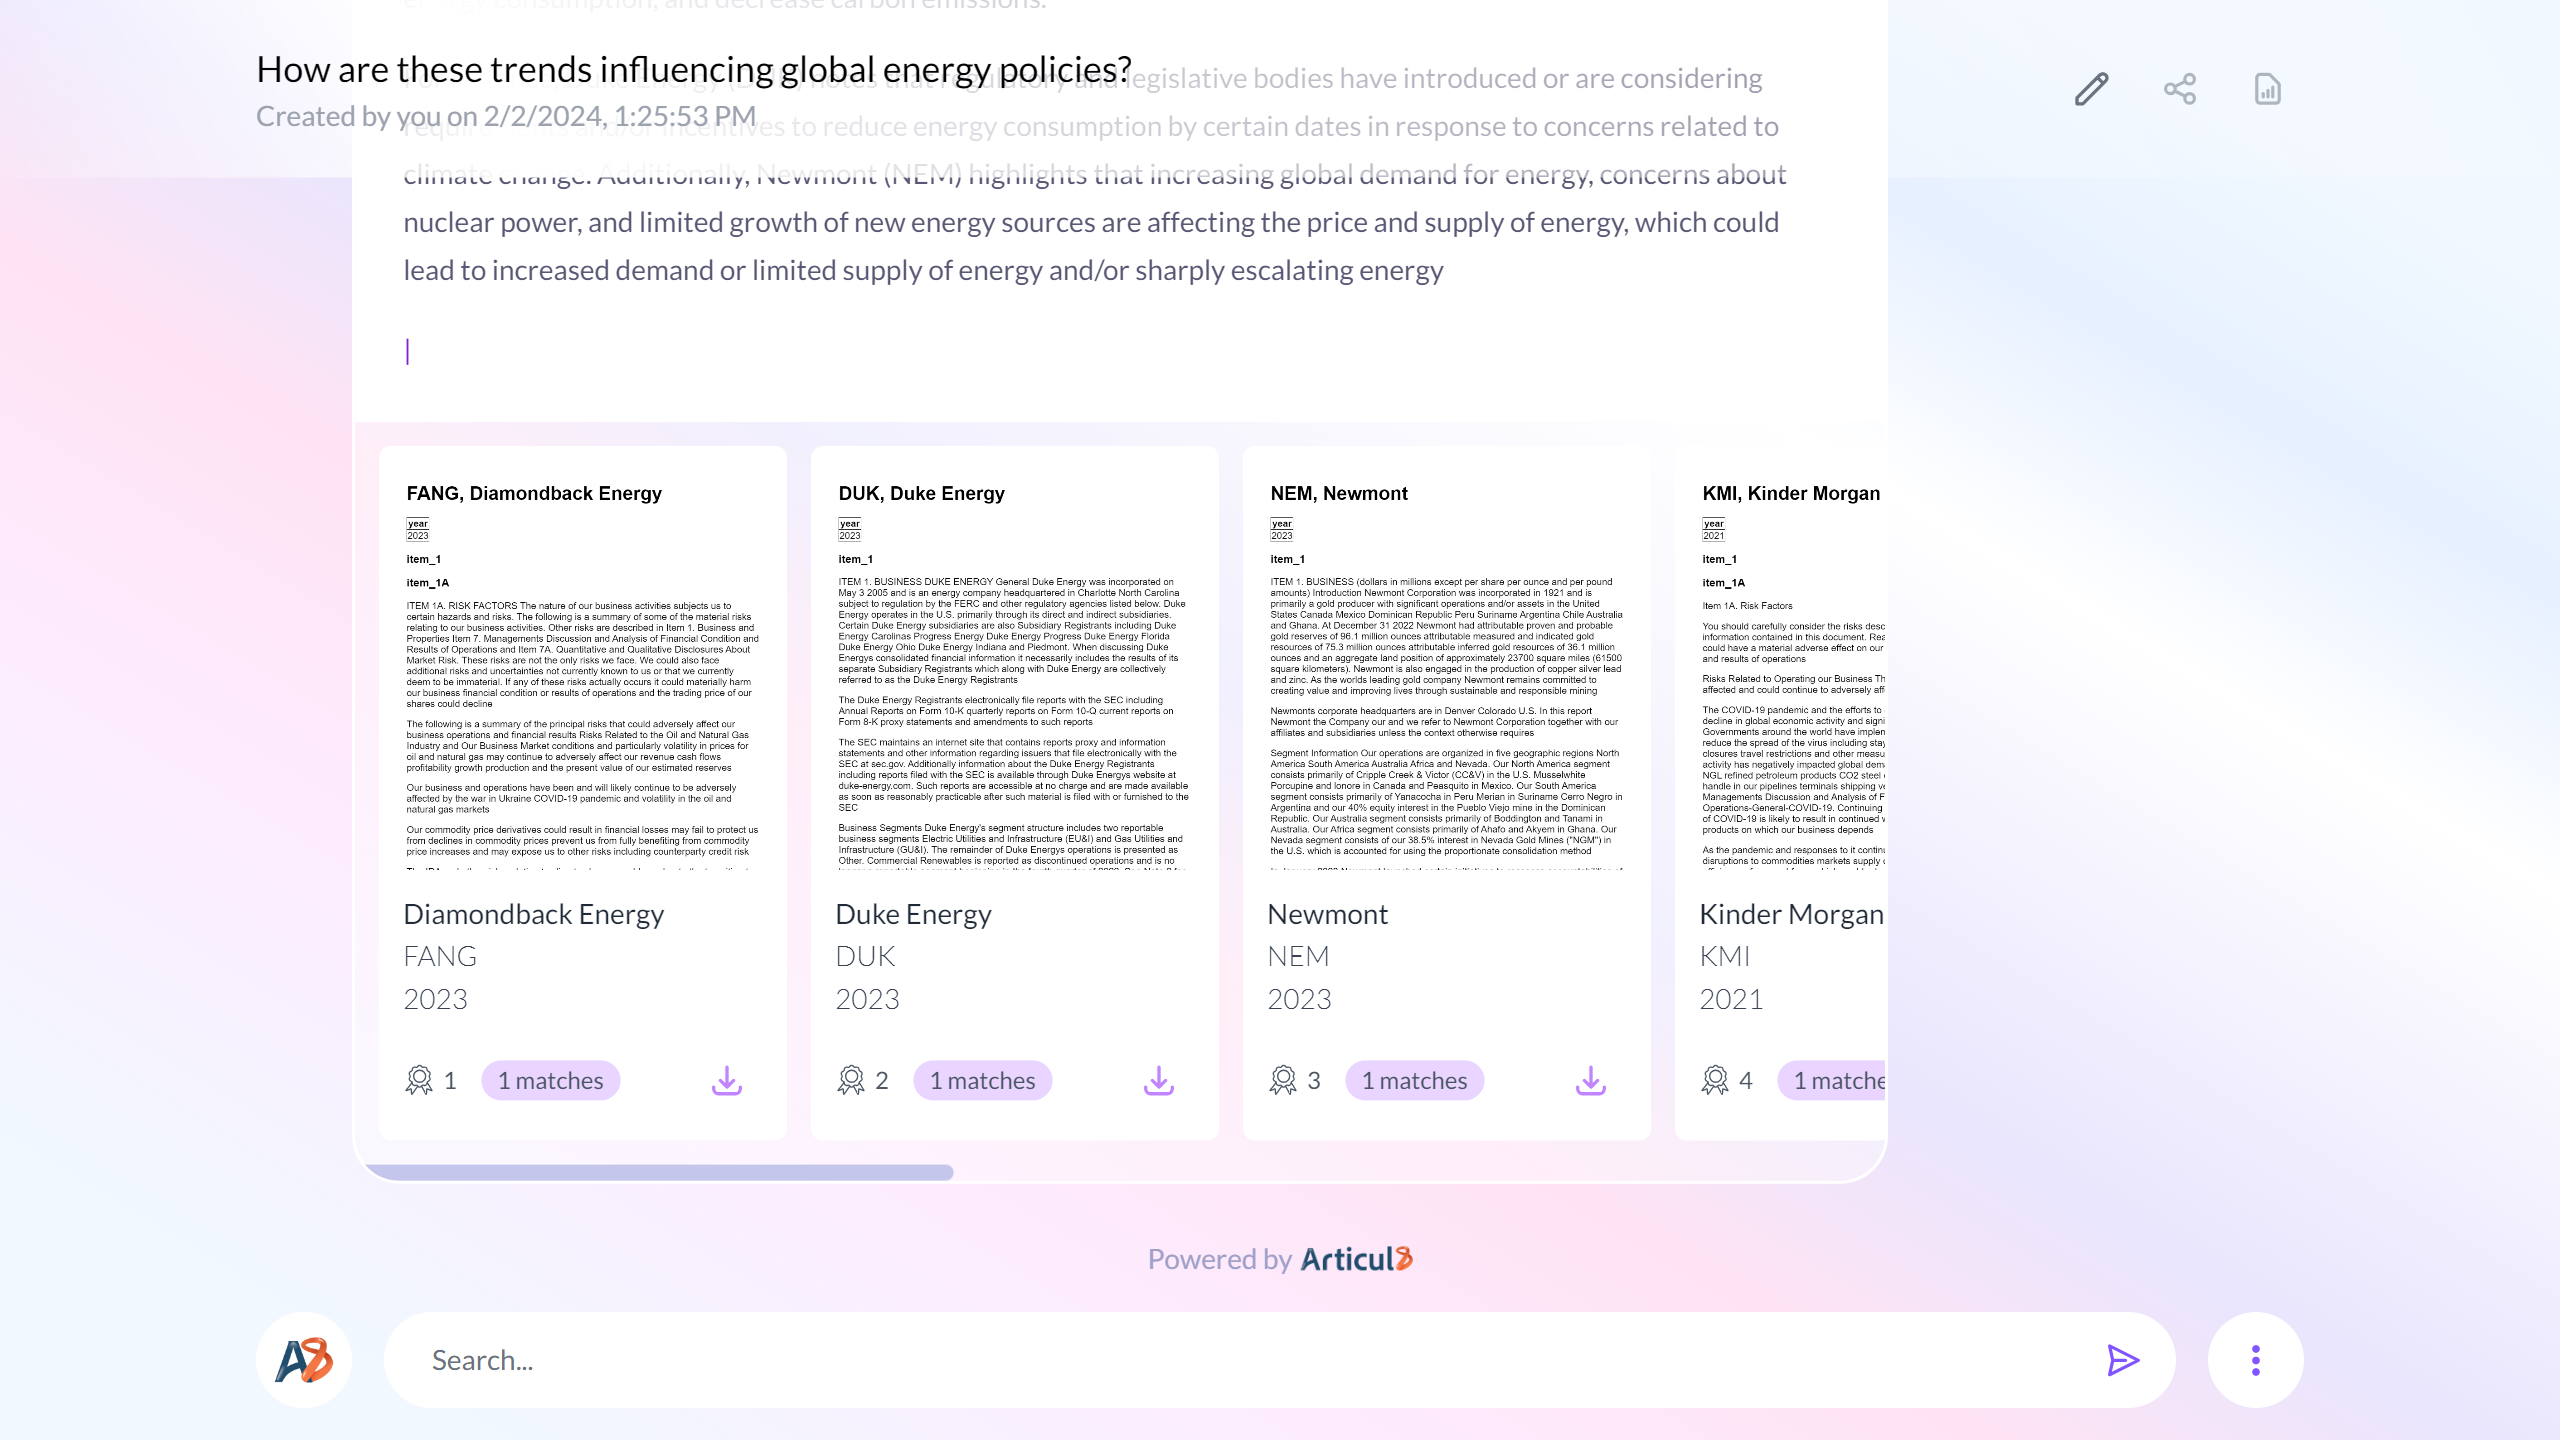 energy consumption, and decrease carbon emissions.
How are these trends influencing global energy policies?
notes that regulatory and legislative bodies have introduced or are considering
Created by you on 2/2/2024, 1:25:53 PM
and/or incentives to reduce energy consumption by certain dates in response to concerns related to
climate change. Additionally, Newmont (NEM) highlights that increasing global demand for energy, concerns about
nuclear power, and limited growth of new energy sources are affecting the price and supply of energy, which could
lead to increased demand or limited supply of energy and/or sharply escalating energy
FANG, Diamondback Energy
year
2023
item_1
item_1A
ITEM 1A. RISK FACTORS The nature of our business activities subjects us to
certain hazards and risks. The following is a summary of some of the material risks
relating to our business activities. Other risks are described in Item 1. Business and
Properties Item 7. Managements Discussion and Analysis of Financial Condition and
Results of Operations and Item 7A. Quantitative and Qualitative Disclosures About
Market Risk. These risks are not the only risks we face. We could also face
additional risks and uncertainties not currently known to us or that we currently
deem to be immaterial. If any of these risks actually occurs it could materially harm
our business financial condition or results of operations and the trading price of our
shares could decline
The following is a summary of the principal risks that could adversely affect our
business operations and financial results Risks Related to the Oil and Natural Gas
Industry and Our Business Market conditions and particularly volatility in prices for
oil and natural gas may continue to adversely affect our revenue cash flows
profitability growth production and the present value of our estimated reserves
Our business and operations have been and will likely continue to be adversely
affected by the war in Ukraine COVID-19 pandemic and volatility in the oil and
natural gas markets
Our commodity price derivatives could result in financial losses may fail to protect us
from declines in commodity prices prevent us from fully benefiting from commodity
price increases and may expose us to other risks including counterparty credit risk
Diamondback Energy
FANG
2023
1 1 matches
DUK, Duke Energy
year
2023
item_1
ITEM 1. BUSINESS DUKE ENERGY General Duke Energy was incorporated on
May 3 2005 and is an energy company headquartered in Charlotte North Carolina
subject to regulation by the FERC and other regulatory agencies listed below. Duke
Energy operates in the U.S. primarily through its direct and indirect subsidiaries.
Certain Duke Energy subsidiaries are also Subsidiary Registrants including Duke
Energy Carolinas Progress Energy Duke Energy Progress Duke Energy Florida
Duke Energy Ohio Duke Energy Indiana and Piedmont. When discussing Duke
Energys consolidated financial information it necessarily includes the results of its
separate Subsidiary Registrants which along with Duke Energy are collectively
referred to as the Duke Energy Registrants
The Duke Energy Registrants electronically file reports with the SEC including
Annual Reports on Form 10-K quarterly reports on Form 10-Q current reports on
Form 8-K proxy statements and amendments to such reports
The SEC maintains an internet site that contains reports proxy and information
statements and other information regarding issuers that file electronically with the
SEC at sec.gov. Additionally information about the Duke Energy Registrants
including reports filed with the SEC is available through Duke Energys website at
duke-energy.com. Such reports are accessible at no charge and are made available
as soon as reasonably practicable after such material is filed with or furnished to the
SEC
Business Segments Duke Energy's segment structure includes two reportable
business segments Electric Utilities and Infrastructure (EU&I) and Gas Utilities and
Infrastructure (GU&I). The remainder of Duke Energys operations is presented as
Other. Commercial Renewables is reported as discontinued operations and is no
Duke Energy
DUK
2023
2 1 matches
NEM, Newmont
year
2023
item_1
ITEM 1. BUSINESS (dollars in millions except per share per ounce and per pound
amounts) Introduction Newmont Corporation was incorporated in 1921 and is
primarily a gold producer with significant operations and/or assets in the United
States Canada Mexico Dominican Republic Peru Suriname Argentina Chile Australia
and Ghana. At December 31 2022 Newmont had attributable proven and probable
gold reserves of 96.1 million ounces attributable measured and indicated gold
resources of 75.3 million ounces attributable inferred gold resources of 36.1 million
ounces and an aggregate land position of approximately 23700 square miles (61500
square kilometers). Newmont is also engaged in the production of copper silver lead
and zinc. As the worlds leading gold company Newmont remains committed to
creating value and improving lives through sustainable and responsible mining
Newmonts corporate headquarters are in Denver Colorado U.S. In this report
Newmont the Company our and we refer to Newmont Corporation together with our
affiliates and subsidiaries unless the context otherwise requires
Segment Information Our operations are organized in five geographic regions North
America South America Australia Africa and Nevada. Our North America segment
consists primarily of Cripple Creek & Victor (CC&V) in the U.S. Musselwhite
Porcupine and lonore in Canada and Peasquito in Mexico. Our South America
segment consists primarily of Yanacocha in Peru Merian in Suriname Cerro Negro in
Argentina and our 40% equity interest in the Pueblo Viejo mine in the Dominican
Republic. Our Australia segment consists primarily of Boddington and Tanami in
Australia. Our Africa segment consists primarily of Ahafo and Akyem in Ghana. Our
Nevada segment consists of our 38.5% interest in Nevada Gold Mines ("NGM") in
the U.S. which is accounted for using the proportionate consolidation method
Newmont
NEM
2023
3 1 matches
KMI, Kinder Morgan
year
2021
item_1
item_1A
Item 1A. Risk Factors
You should carefully consider the risks desc
information contained in this document. Rea
could have a material adverse effect on our
and results of operations
Risks Related to Operating our Business Th
affected and could continue to adversely aff
The COVID-19 pandemic and the efforts to
decline in global economic activity and signi
Governments around the world have implem
reduce the spread of the virus including stay
closures travel restrictions and other measu
activity has negatively impacted global dem
NGL refined petroleum products CO2 steel
handle in our pipelines terminals shipping ve
Managements Discussion and Analysis of F
Operations-General-COVID-19. Continuing
of COVID-19 is likely to result in continued
products on which our business depends
As the pandemic and responses to it continu
disruptions to commodities markets supply
Kinder Morgan
KMI
2021
4 1 matche
Powered by Articul8
A8
Search...